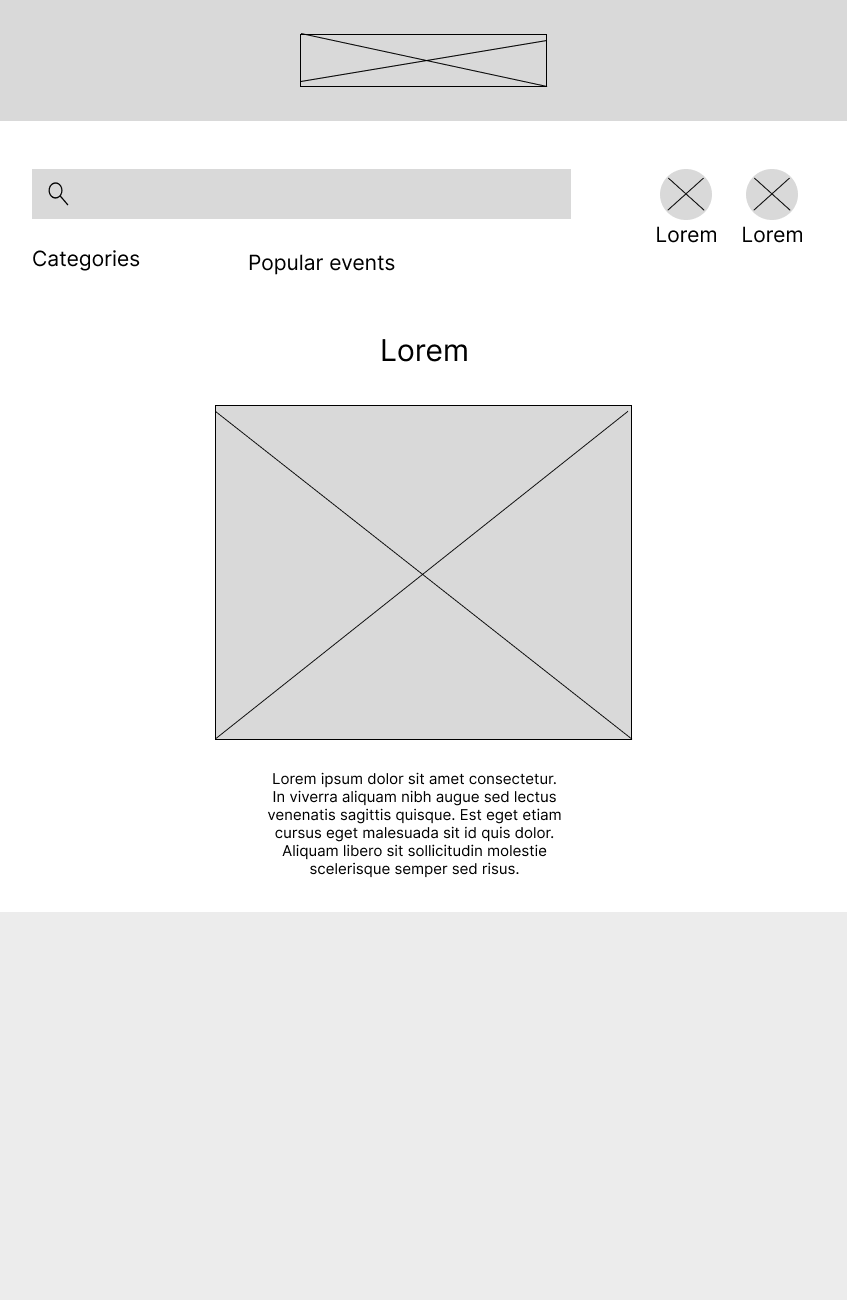 Lorem
Lorem
Categories
Popular events
Lorem
Lorem ipsum dolor sit amet consectetur.
In viverra aliquam nibh augue sed lectus
venenatis sagittis quisque. Est eget etiam
cursus eget malesuada sit id quis dolor.
Aliquam libero sit sollicitudin molestie
scelerisque semper sed risus.